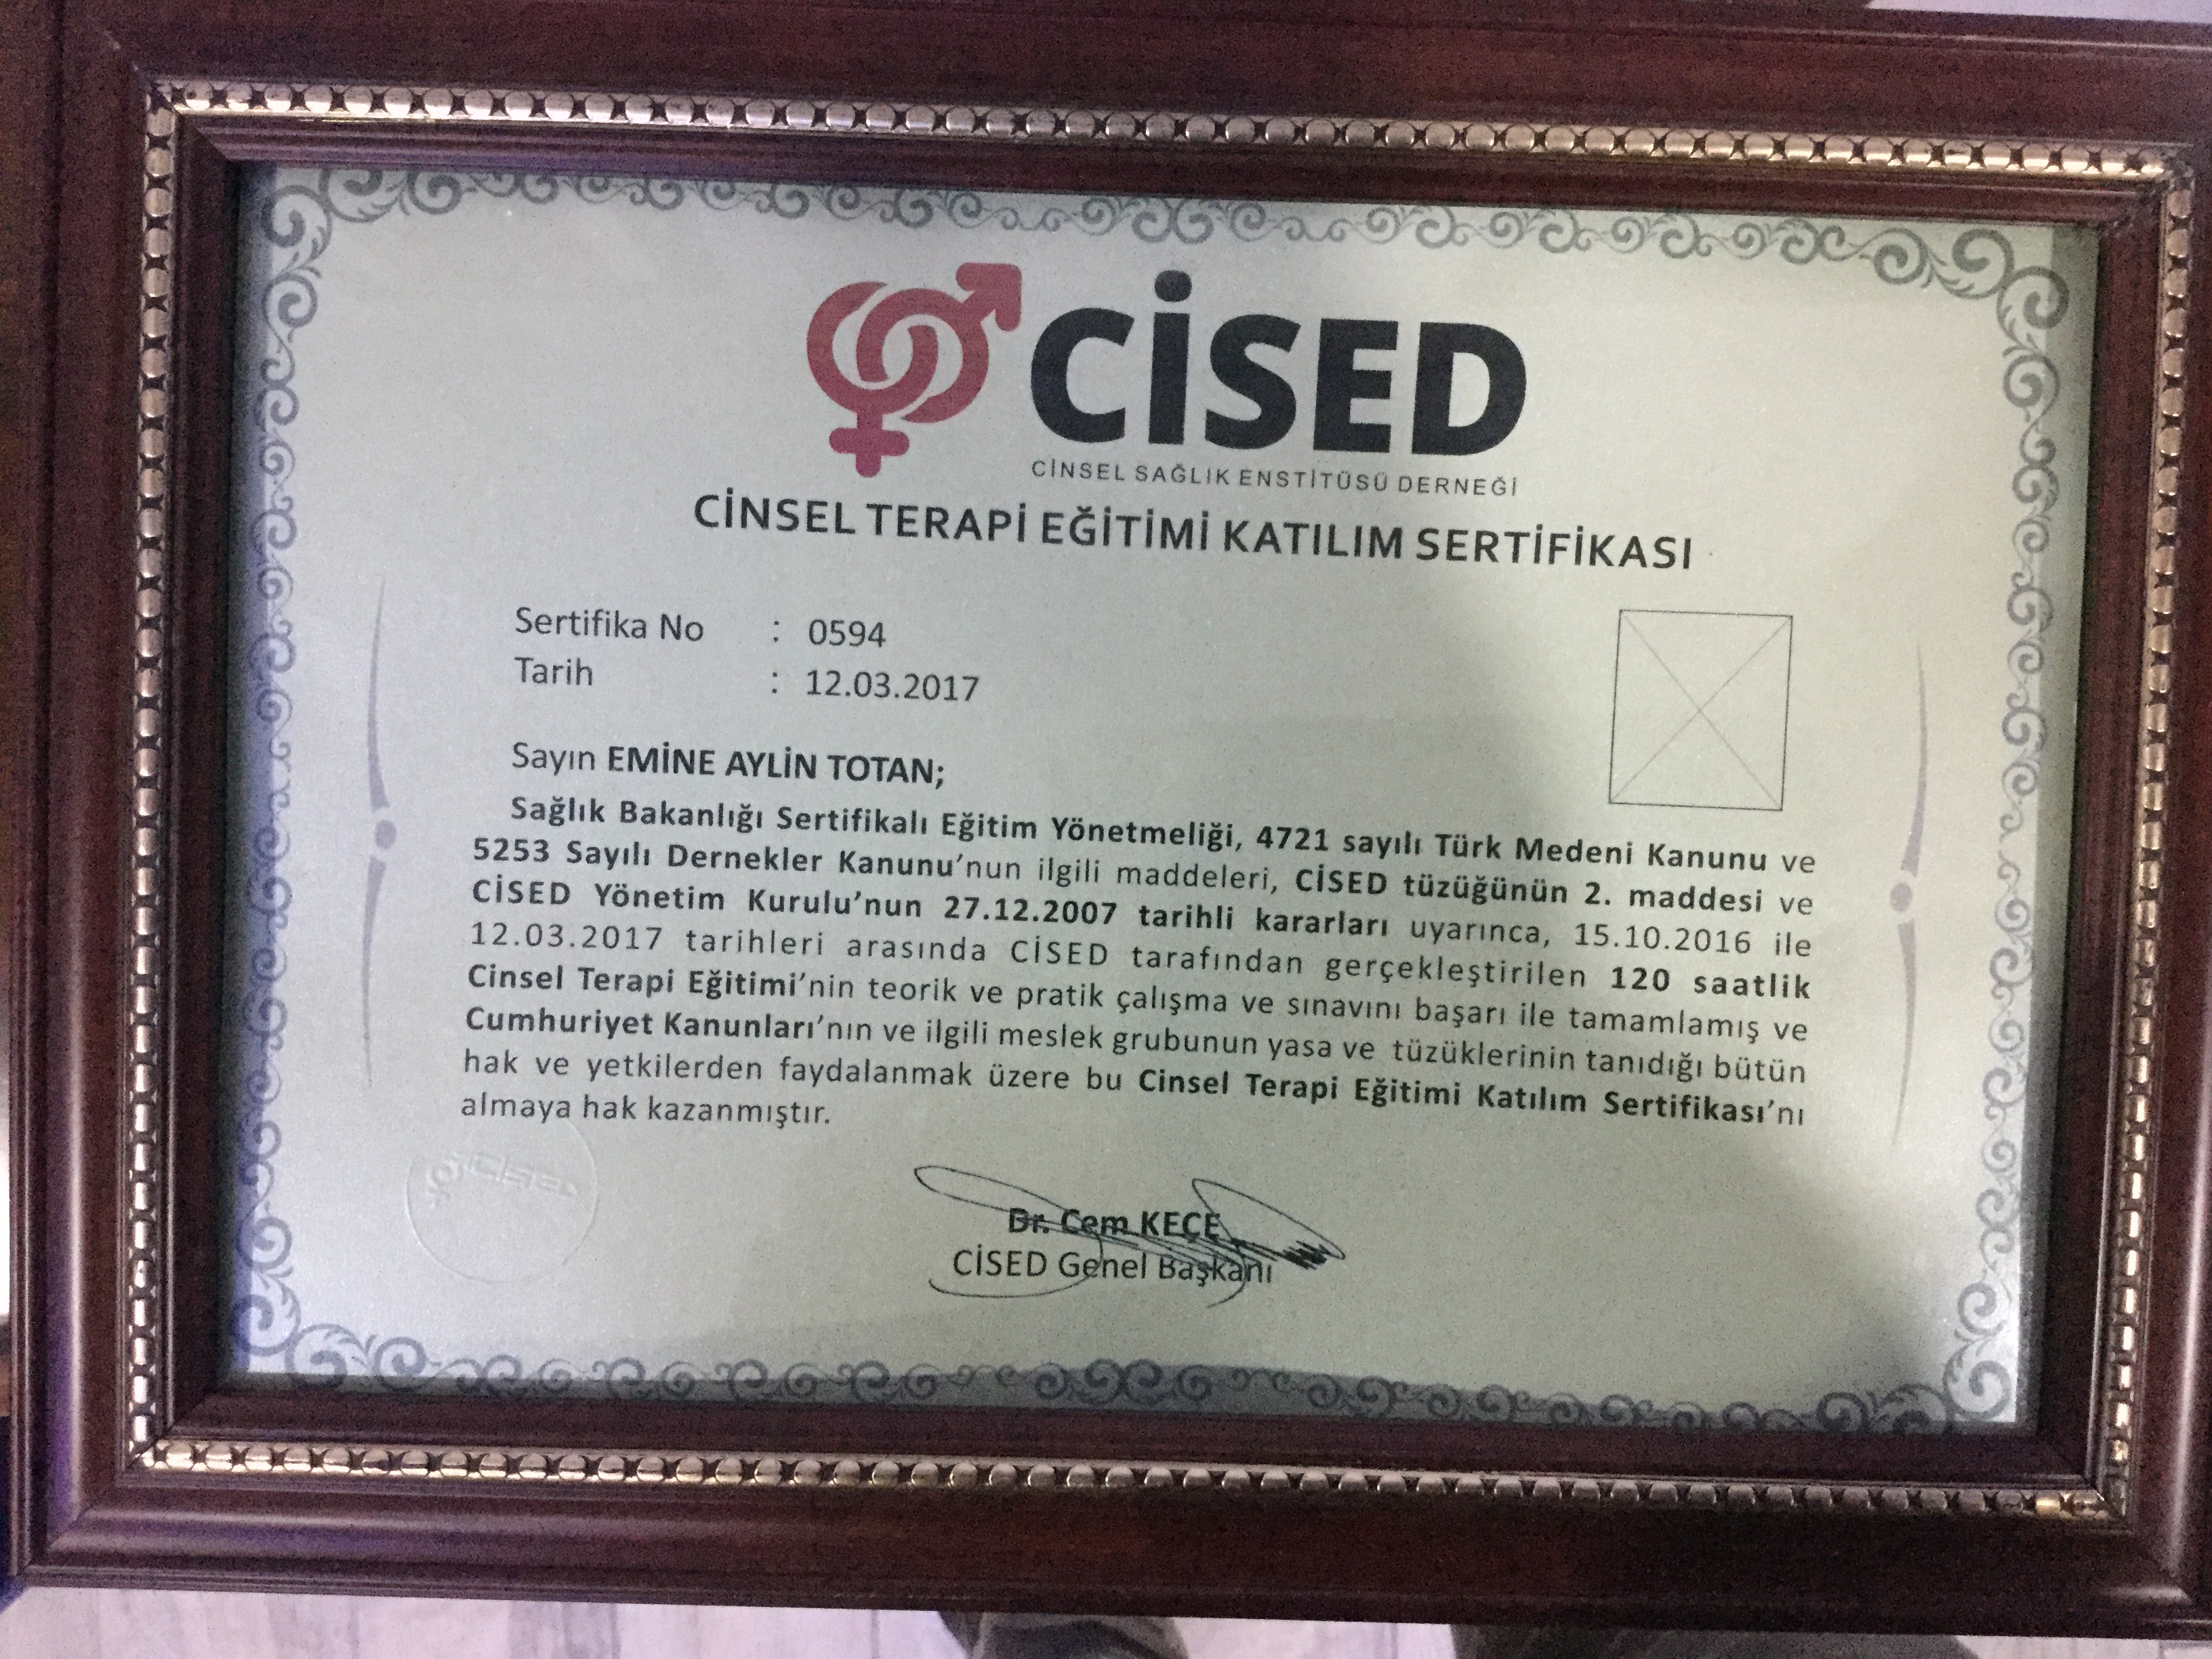 CİSED
CİNSEL SAĞLIK ENSTİTÜSÜ DERNEĞİ
CİNSEL TERAPİ EĞİTİMİ KATILIM SERTİFİKASI
Sertifika No : 0594
Tarih : 12.03.2017
Sayın EMİNE AYLİN TOTAN;
Sağlık Bakanlığı Sertifikalı Eğitim Yönetmeliği, 4721 sayılı Türk Medeni Kanunu ve
5253 Sayılı Dernekler Kanunu'nun ilgili maddeleri, CİSED tüzüğünün 2. maddesi ve
CİSED Yönetim Kurulu'nun 27.12.2007 tarihli kararları uyarınca, 15.10.2016 ile
12.03.2017 tarihleri arasında CİSED tarafından gerçekleştirilen 120 saatlik
Cinsel Terapi Eğitimi'nin teorik ve pratik çalışma ve sınavını başarı ile tamamlamış ve
Cumhuriyet Kanunları'nın ve ilgili meslek grubunun yasa ve tüzüklerinin tanıdığı bütün
hak ve yetkilerden faydalanmak üzere bu Cinsel Terapi Eğitimi Katılım Sertifikası'nı
almaya hak kazanmıştır.
CİSED
Dr. Cem KEÇE
CİSED Genel Başkanı